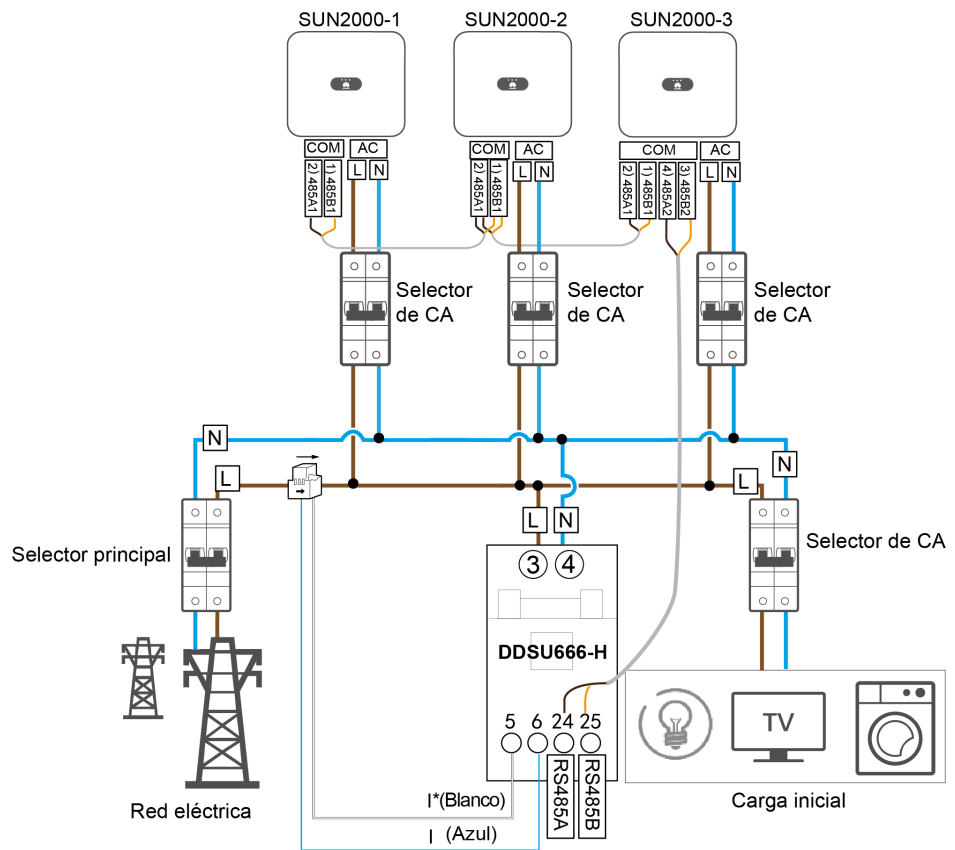 SUN2000-1
SUN2000-2
SUN2000-3
COM
AC
COM
AC
COM
AC
2) 485A1
1) 485B1
L
N
2) 485A1
1) 485B1
L
N
2) 485A1
1) 485B1
4) 485A2
3) 485B2
L
N
Selector
de CA
Selector
de CA
Selector
de CA
N
L
L
N
L
N
Selector principal
Selector de CA
3
4
DDSU666-H
5
6
24
25
RS485A
RS485B
TV
Red eléctrica
I*(Blanco)
I (Azul)
Carga inicial